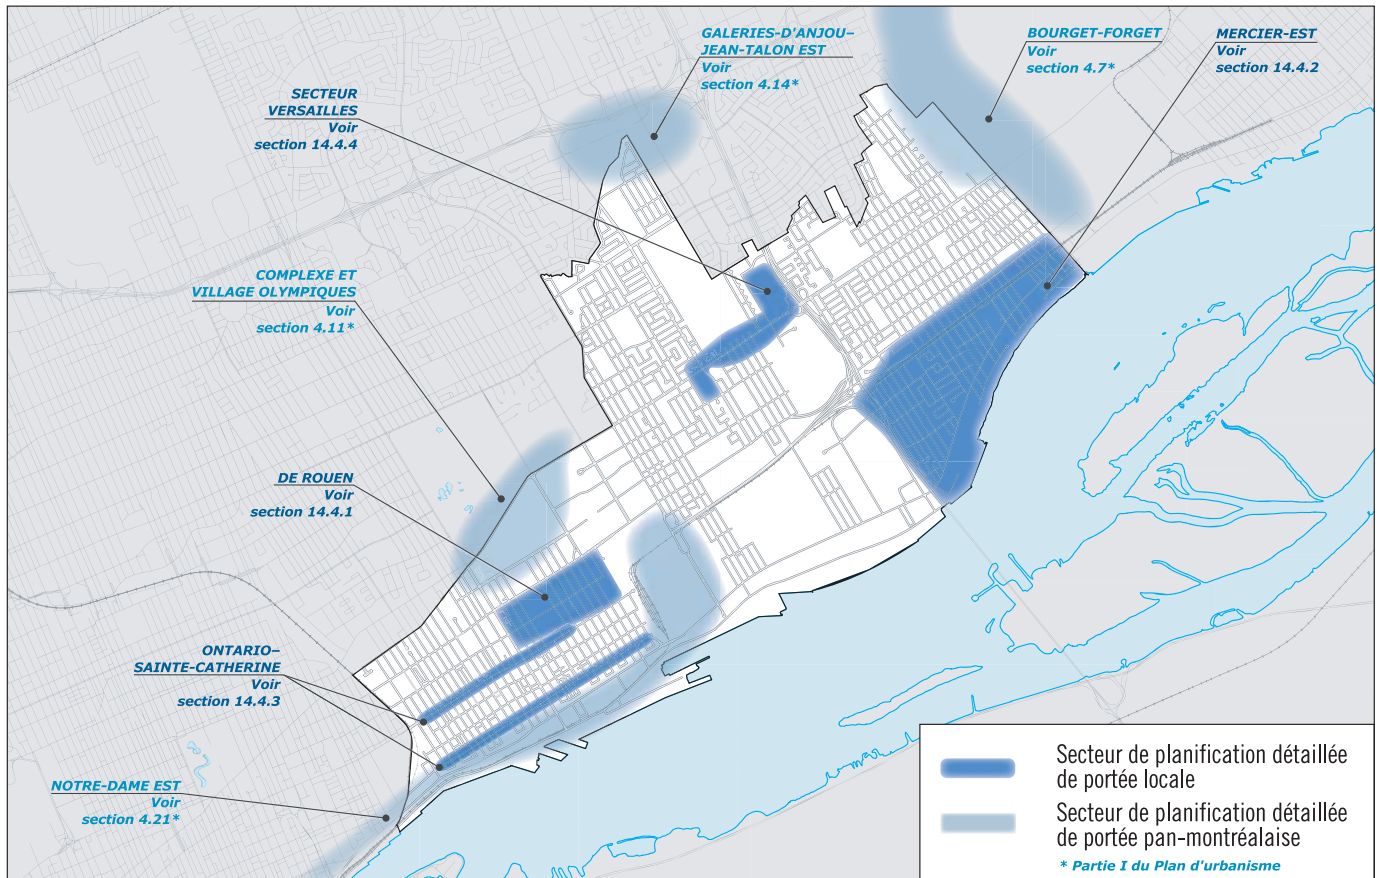 GALERIES-D'ANJOU–
JEAN-TALON EST
Voir
section 4.14*
BOURGET-FORGET
Voir
section 4.7*
MERCIER-EST
Voir
section 14.4.2
SECTEUR
VERSAILLES
Voir
section 14.4.4
COMPLEXE ET
VILLAGE OLYMPIQUES
Voir
section 4.11*
DE ROUEN
Voir
section 14.4.1
ONTARIO–
SAINTE-CATHERINE
Voir
section 14.4.3
NOTRE-DAME EST
Voir
section 4.21*
Secteur de planification détaillée
de portée locale
Secteur de planification détaillée
de portée pan-montréalaise
* Partie I du Plan d'urbanisme